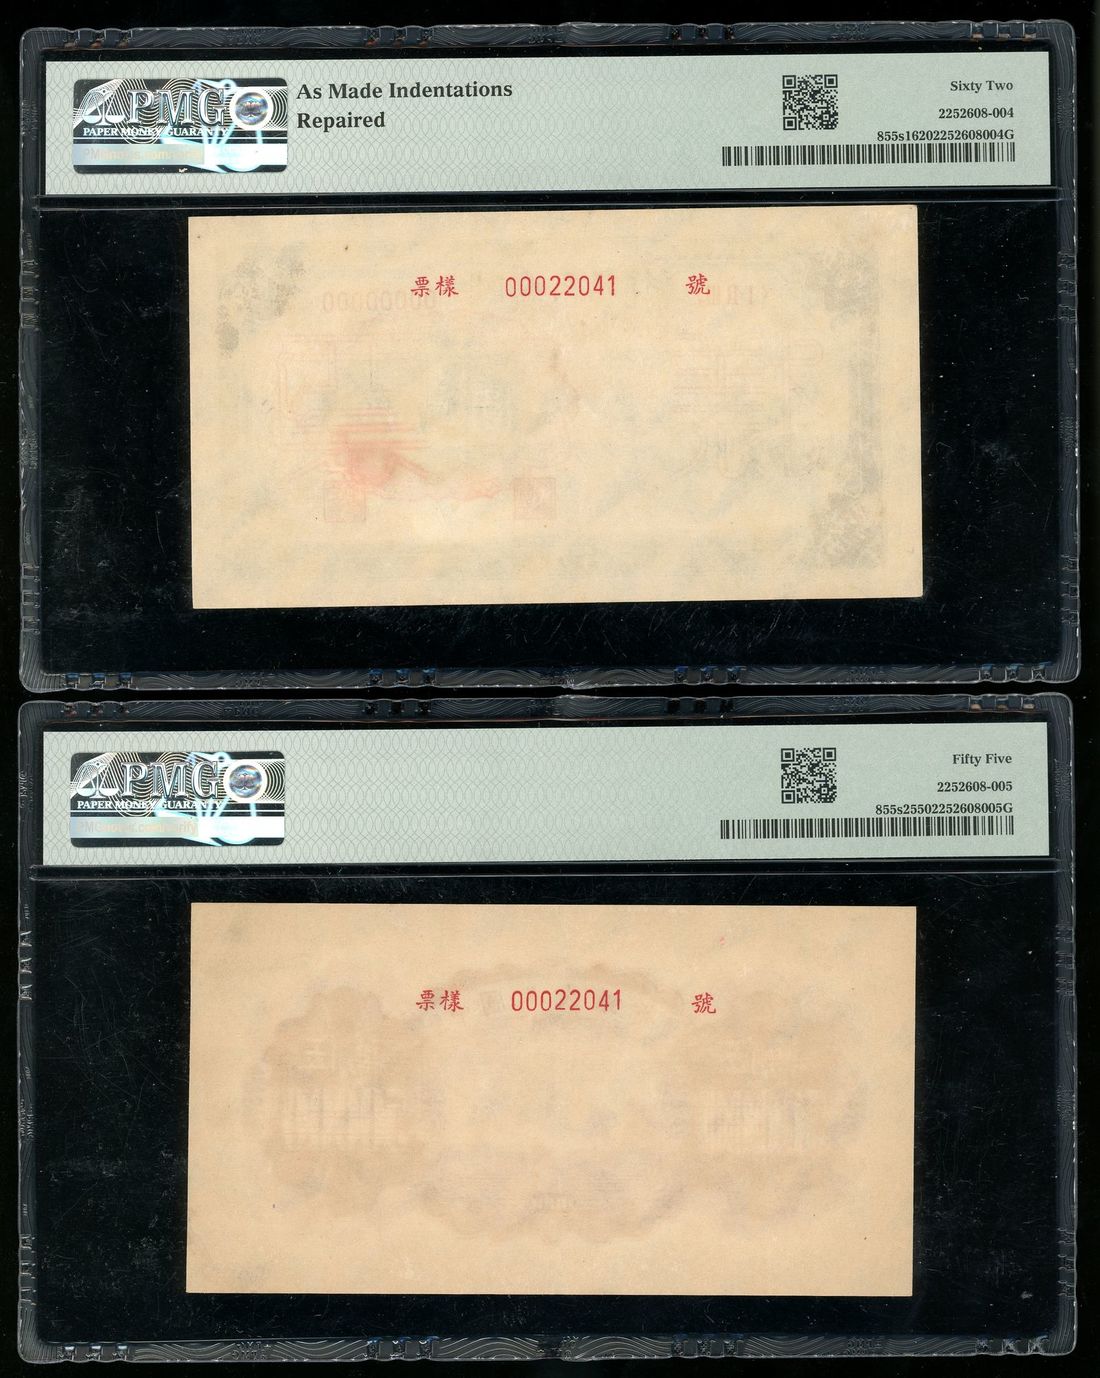 PMG
PAPER MONEY GUARANTY
As Made Indentations
Repaired
Sixty Two
2252608-004
855s16202252608004G
票樣 00022041 號
PMG
PAPER MONEY GUARANTY
Fifty Five
2252608-005
855s25502252608005G
票樣 00022041 號